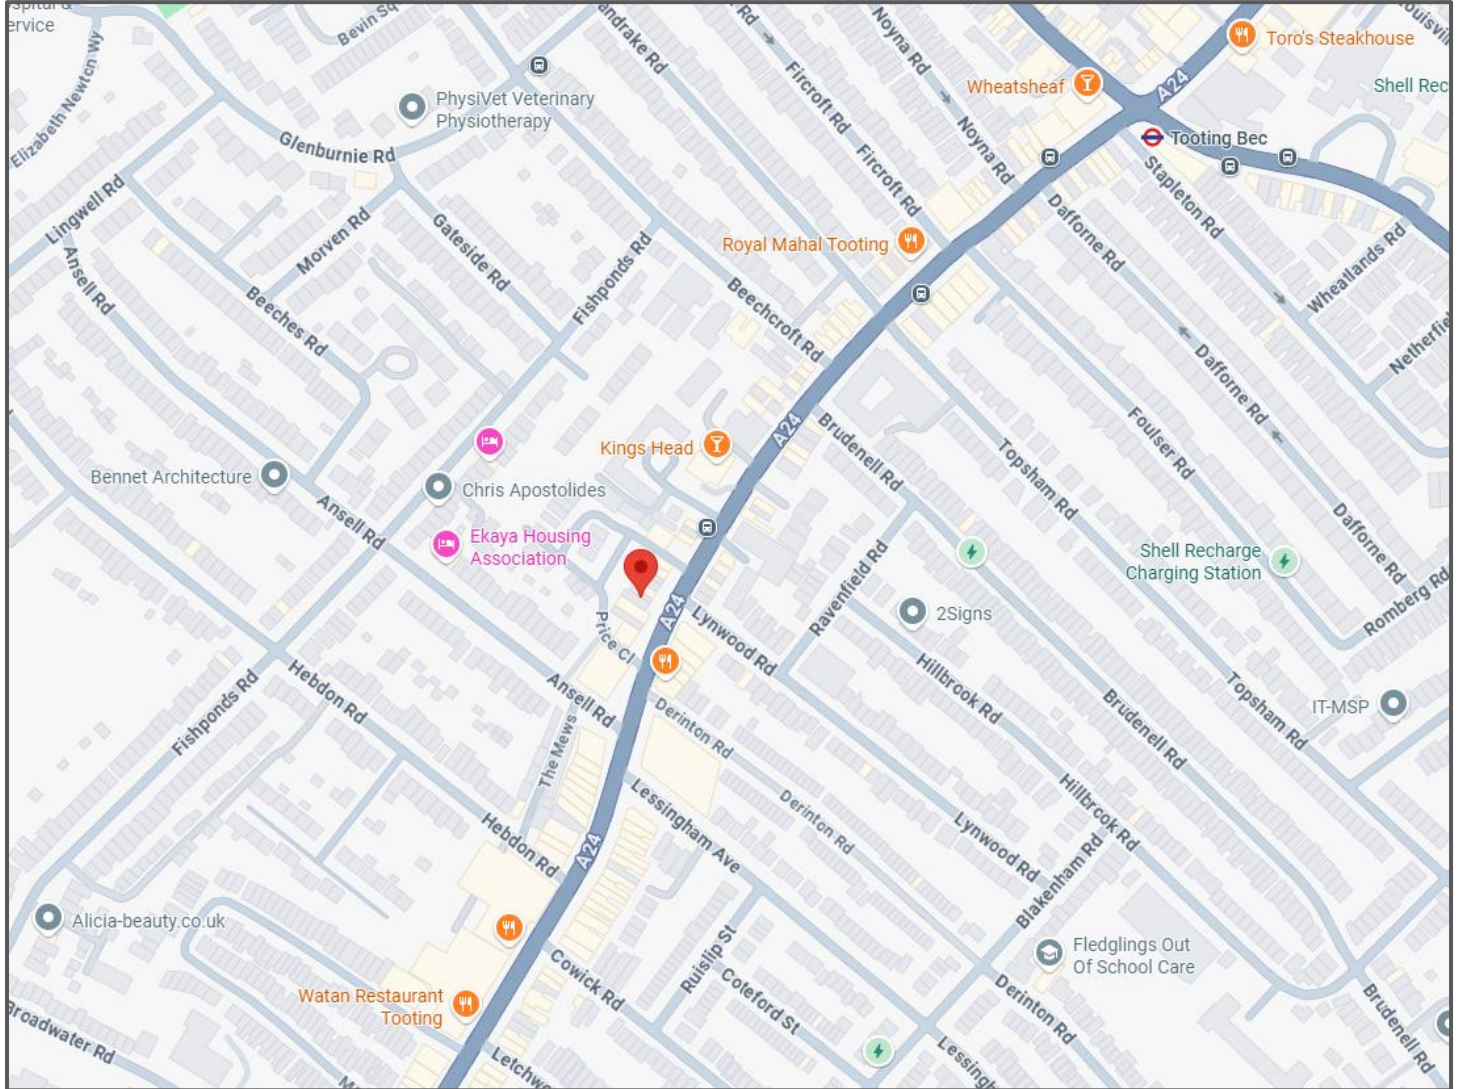 ervice
Elizabeth Newton Wy
Bevin Sq
Noyna Rd
Toro's Steakhouse
Wheatsheaf
A24
PhysiVet Veterinary
Physiotherapy
Fircroft Rd
Tooting Bec
Glenburnie Rd
Noyna Rd
Fircroft Rd
Stapleton Rd
Lingwell Rd
Morven Rd
Gateside Rd
Fishponds Rd
Royal Mahal Tooting
Dafforne Rd
Wheatlands Rd
Ansell Rd
Beeches Rd
Beechcroft Rd
Dafforne Rd
Kings Head
A24
Brudenell Rd
Foulser Rd
Topsham Rd
Bennet Architecture
Chris Apostolides
Ansell Rd
Ekaya Housing
Association
Dafforne Rd
Shell Recharge
Charging Station
Romberg Rd
A24
Price Cl
Lynwood Rd
Ravenfield Rd
2Signs
Hillbrook Rd
Fishponds Rd
Hebdon Rd
Ansell Rd
Derinton Rd
Brudenell Rd
Topsham Rd
IT-MSP
The Mews
Lessingham Ave
Derinton Rd
Hillbrook Rd
Lynwood Rd
Hebdon Rd
A24
Blakenham Rd
Alicia-beauty.co.uk
Ruislip St
Fledglings Out
Of School Care
Cowick Rd
Coteford St
Derinton Rd
Watan Restaurant
Tooting
Broadwater Rd
Brudenell Rd